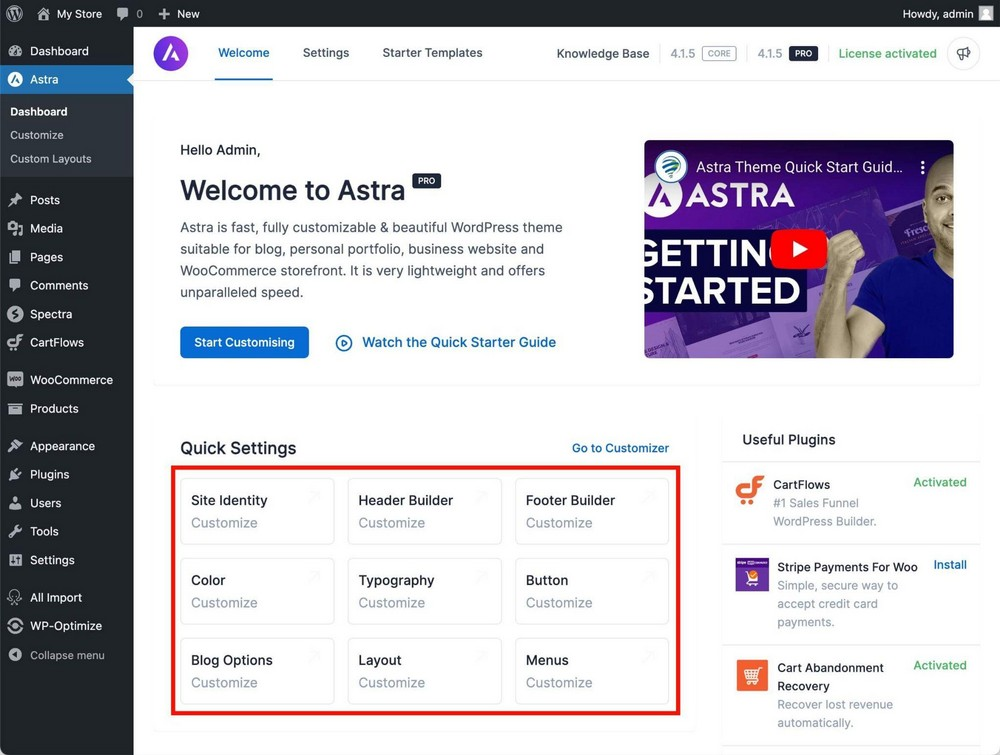 My Store 0 New Howdy, admin
Dashboard
Astra
Dashboard
Customize
Custom Layouts
Posts
Media
Pages
Comments
Spectra
CartFlows
WooCommerce
Products
Appearance
Plugins
Users
Tools
Settings
All Import
WP-Optimize
Collapse menu
Welcome Settings Starter Templates Knowledge Base 4.1.5 CORE 4.1.5 PRO License activated
Hello Admin,
Welcome to Astra PRO
Astra is fast, fully customizable & beautiful WordPress theme
suitable for blog, personal portfolio, business website and
WooCommerce storefront. It is very lightweight and offers
unparalleled speed.
Start Customising Watch the Quick Starter Guide
Astra Theme Quick Start Guid...
ASTRA
GETTING
STARTED
Quick Settings Go to Customizer
Site Identity
Customize
Header Builder
Customize
Footer Builder
Customize
Color
Customize
Typography
Customize
Button
Customize
Blog Options
Customize
Layout
Customize
Menus
Customize
Useful Plugins
CartFlows Activated
#1 Sales Funnel
WordPress Builder.
Stripe Payments For Woo Install
Simple, secure way to
accept credit card
payments.
Cart Abandonment Activated
Recovery
Recover lost revenue
automatically.